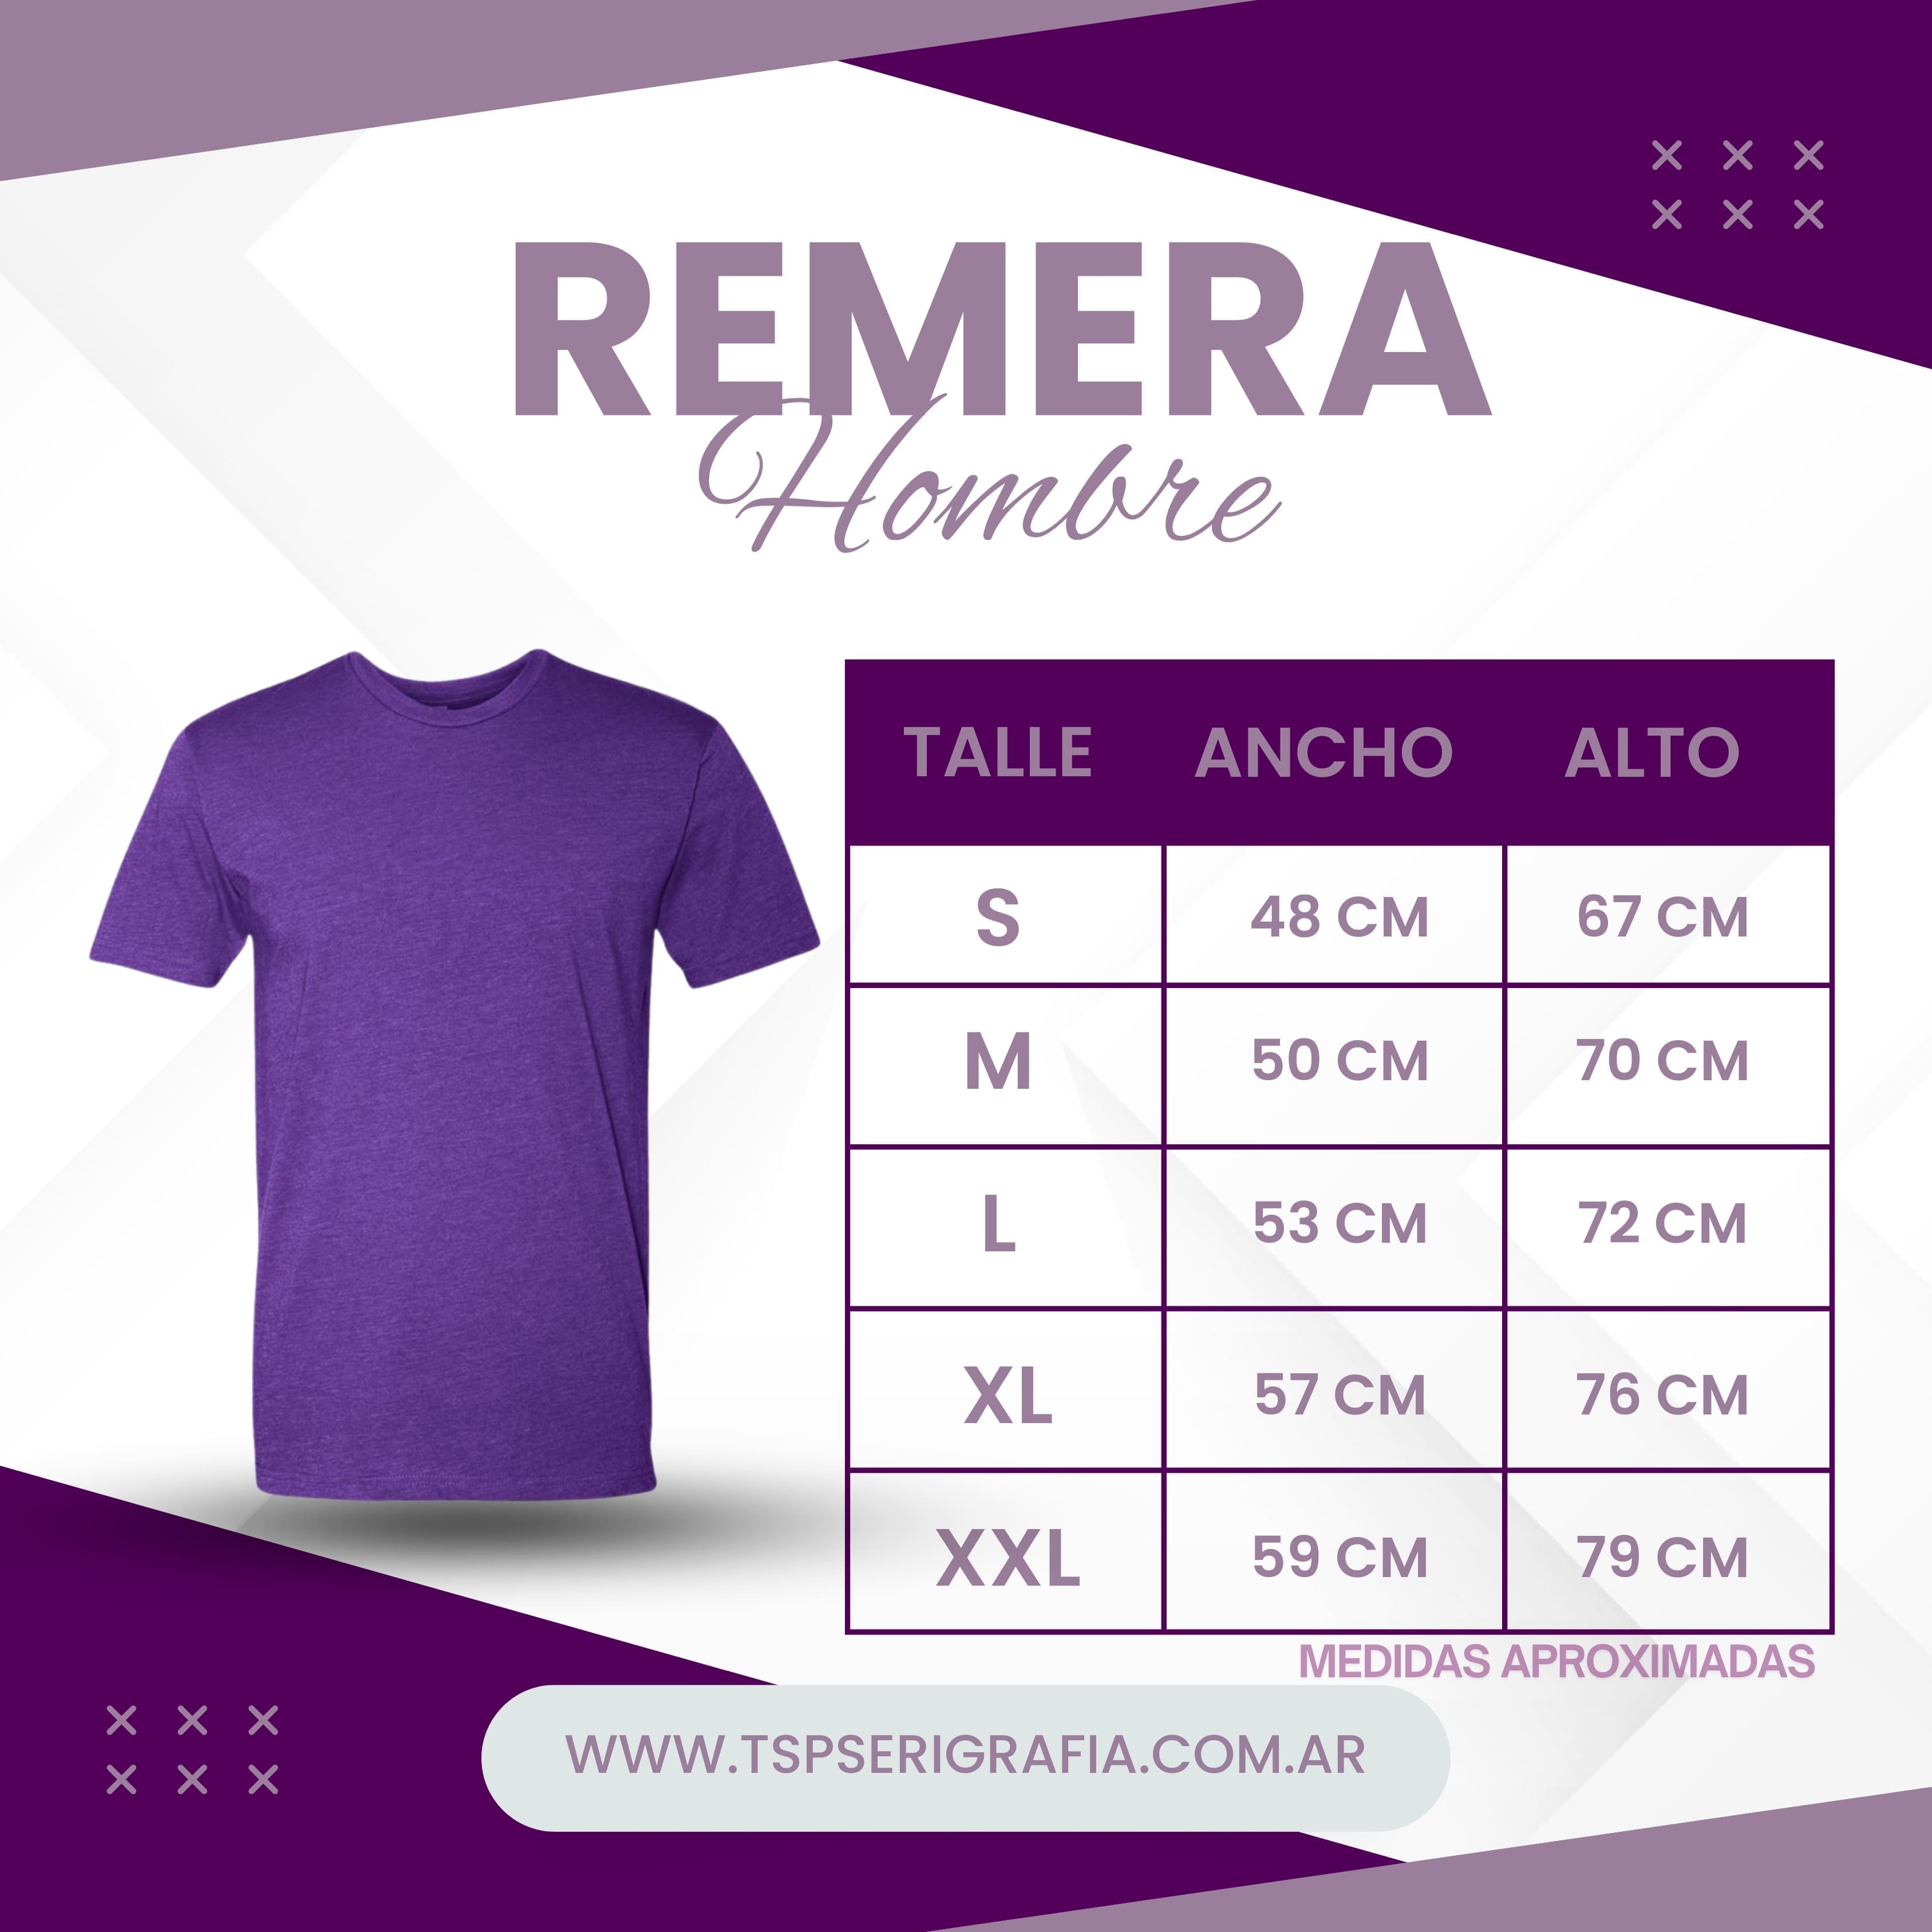 REMERA
Hombre
TALLE ANCHO ALTO
S 48 CM 67 CM
M 50 CM 70 CM
L 53 CM 72 CM
XL 57 CM 76 CM
XXL 59 CM 79 CM
MEDIDAS APROXIMADAS
WWW.TSPSERIGRAFIA.COM.AR